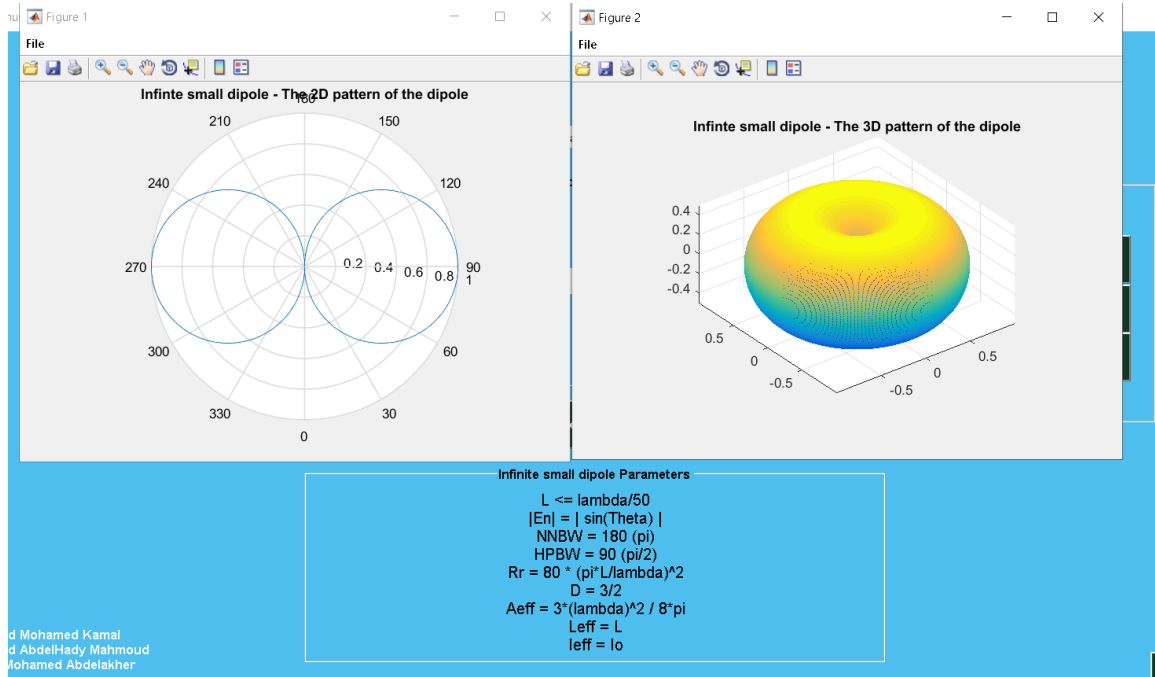 Figure 1
File
Infinte small dipole - The 2D pattern of the dipole
180
210
150
240
120
270
0.2
0.4
0.6
0.8
90
1
300
60
330
30
0
Figure 2
File
Infinte small dipole - The 3D pattern of the dipole
0.4
0.2
0
-0.2
-0.4
0.5
0
-0.5
-0.5
0
0.5
Infinite small dipole Parameters
L <= lambda/50
|En| = | sin(Theta) |
NNBW = 180 (pi)
HPBW = 90 (pi/2)
Rr = 80 * (pi*L/lambda)^2
D = 3/2
Aeff = 3*(lambda)^2 / 8*pi
Leff = L
Ieff = Io
d Mohamed Kamal
d AbdelHady Mahmoud
Mohamed Abdelakher